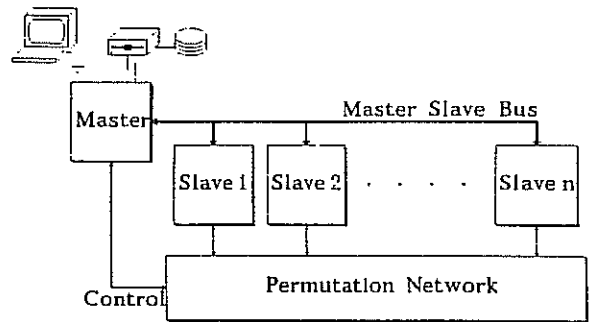 Master Slave Bus
Master
Slave 1 Slave 2 . . . . . Slave n
Permutation Network
Control